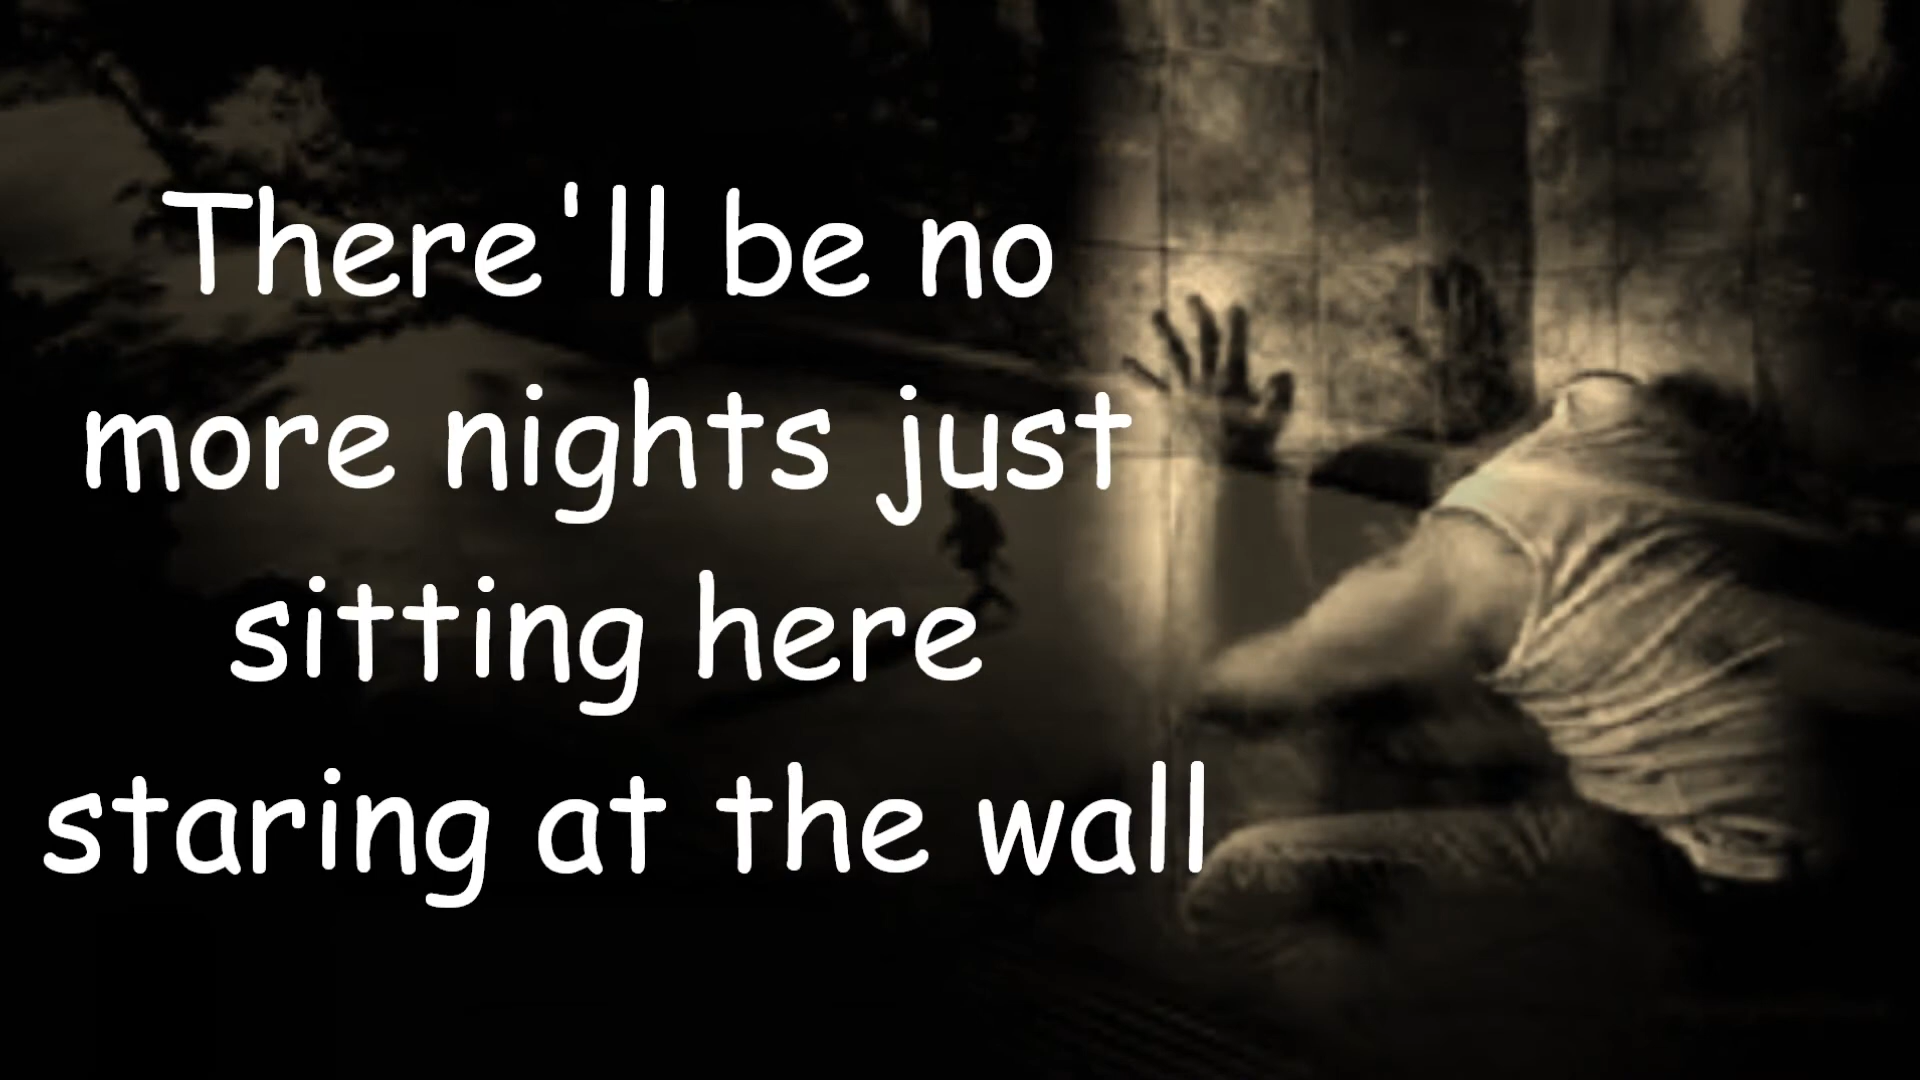 There'll be no
more nights just
sitting here
staring at the wall